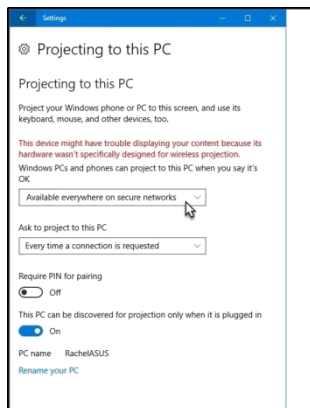 Settings
Projecting to this PC
Projecting to this PC
Project your Windows phone or PC to this screen, and use its
keyboard, mouse, and other devices, too.
This device might have trouble displaying your content because its
hardware wasn't specifically designed for wireless projection.
Windows PCs and phones can project to this PC when you say it's
OK
Available everywhere on secure networks
Ask to project to this PC
Every time a connection is requested
Require PIN for pairing
Off
This PC can be discovered for projection only when it is plugged in
On
PC name RachelASUS
Rename your PC